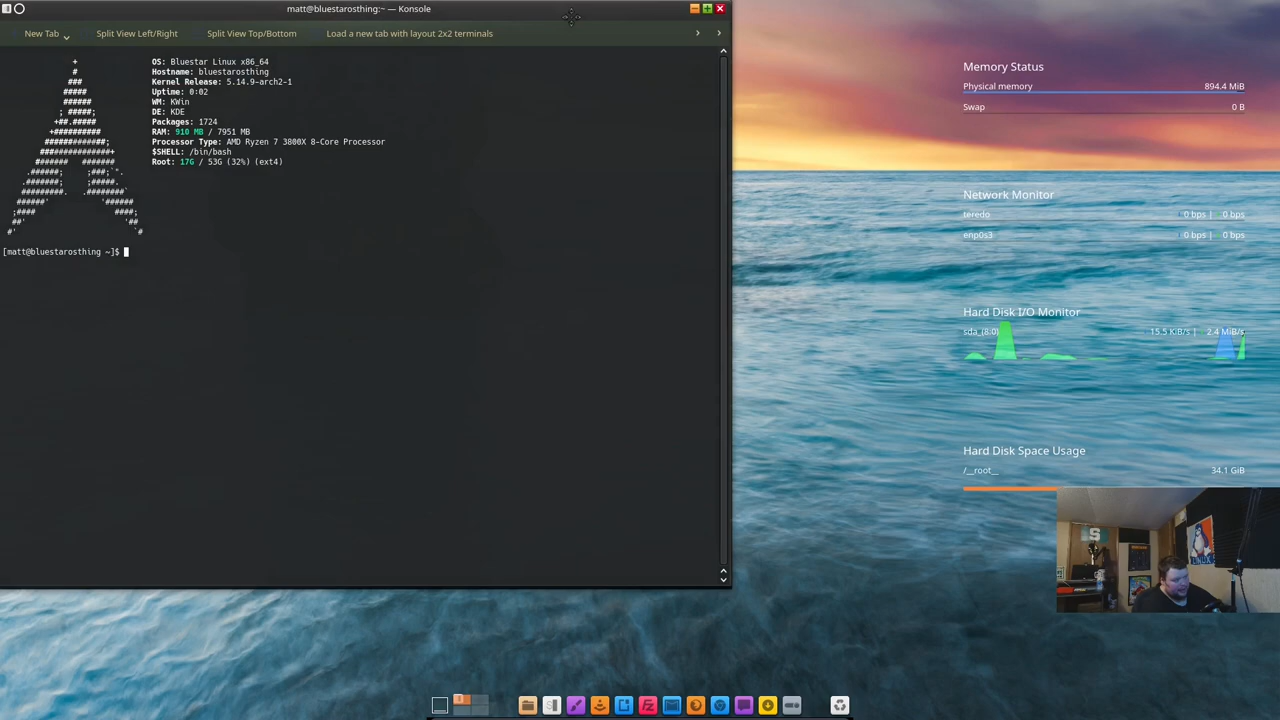 matt@bluestarosthing:~ — Konsole
New Tab
Split View Left/Right
Split View Top/Bottom
Load a new tab with layout 2x2 terminals
OS: Bluestar Linux x86_64
Hostname: bluestarosthing
Kernel Release: 5.14.9-arch2-1
Uptime: 0:02
WM: KWin
DE: KDE
Packages: 1724
RAM: 910 MB / 7951 MB
Processor Type: AMD Ryzen 7 3800X 8-Core Processor
$SHELL: /bin/bash
Root: 17G / 53G (32%) (ext4)
[matt@bluestarosthing ~]$
Memory Status
Physical memory 894.4 MiB
Swap 0 B
Network Monitor
teredo 0 bps | 0 bps
enp0s3 0 bps | 0 bps
Hard Disk I/O Monitor
sda_(8:0) 15.5 KiB/s | 2.4 MiB/s
Hard Disk Space Usage
/__root__ 34.1 GiB